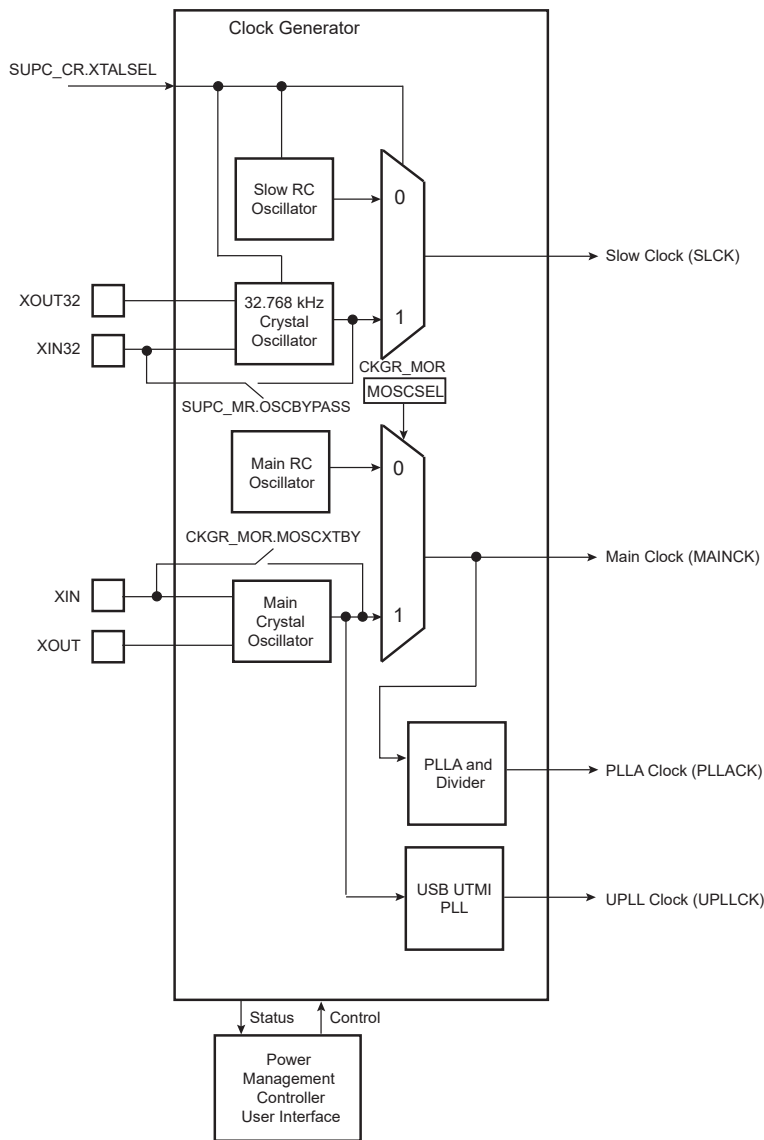 Clock Generator
SUPC_CR.XTALSEL
Slow RC
Oscillator
0
Slow Clock (SLCK)
XOUT32
32.768 kHz
Crystal
Oscillator
1
XIN32
CKGR_MOR
MOSCSEL
SUPC_MR.OSCBYPASS
Main RC
Oscillator
0
CKGR_MOR.MOSCXTBY
Main Clock (MAINCK)
XIN
Main
Crystal
Oscillator
1
XOUT
PLLA and
Divider
PLLA Clock (PLLACK)
USB UTMI
PLL
UPLL Clock (UPLLCK)
Status
Control
Power
Management
Controller
User Interface